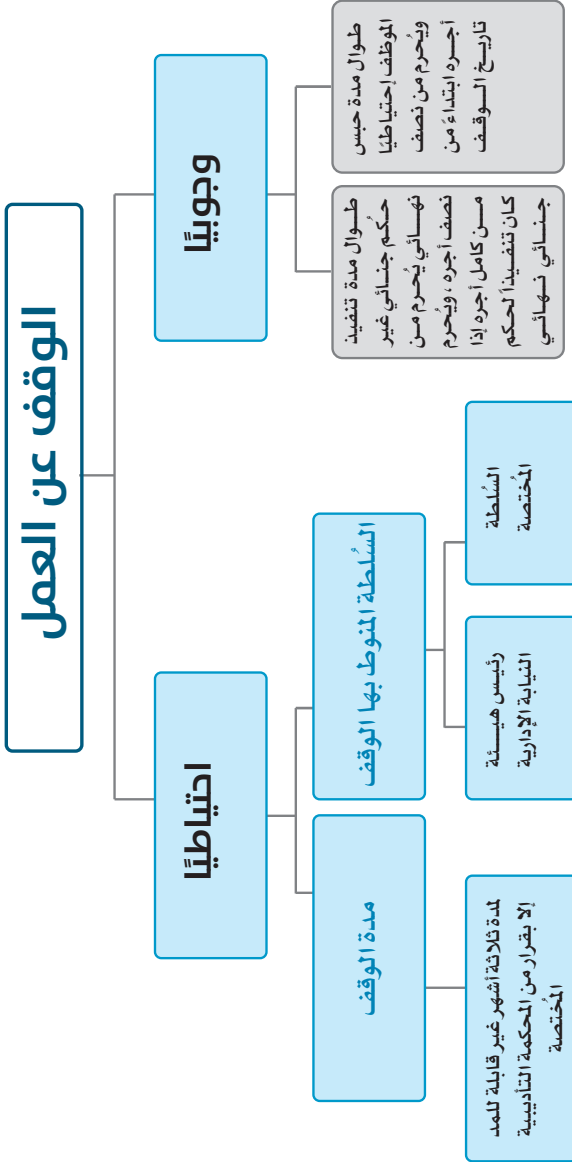 الوقف عن العمل
وجوبيًا
طوال مدة حبس
الموظف إحتياطيًا
ويُحرم من نصف
أجره ابتداءً من
تاريخ الوقف
طوال مدة تنفيذ
حُكم جنائي غير
نهائي يُحرم من
نصف أجره ، ويُحرم
من كامل أجره إذا
كان تنفيذاً لحكم
جنائي نهائي
احتياطيًا
السُلطة المنوط بها الوقف
السُلطة
المُختصة
رئيس هيئة
النيابة الإدارية
مدة الوقف
لمدة ثلاثة أشهر غير قابلة للمد
إلا بقرار من المحكمة التأديبية
المُختصة